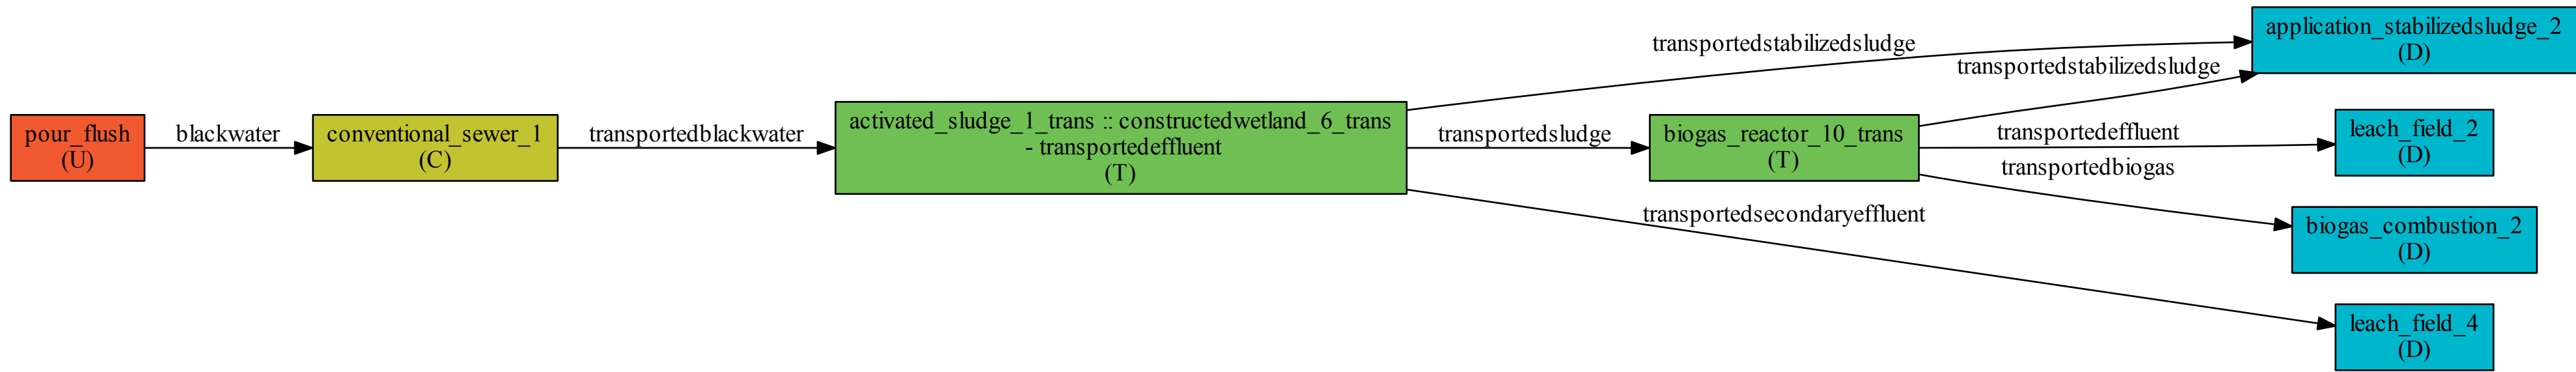 pour_flush
(U)
blackwater
conventional_sewer_1
(C)
transportedblackwater
activated_sludge_1_trans :: constructedwetland_6_trans
- transportedeffluent
(T)
transportedstabilizedsludge
transportedsludge
transportedsecondaryeffluent
biogas_reactor_10_trans
(T)
transportedstabilizedsludge
transportedeffluent
transportedbiogas
application_stabilizedsludge_2
(D)
leach_field_2
(D)
biogas_combustion_2
(D)
leach_field_4
(D)